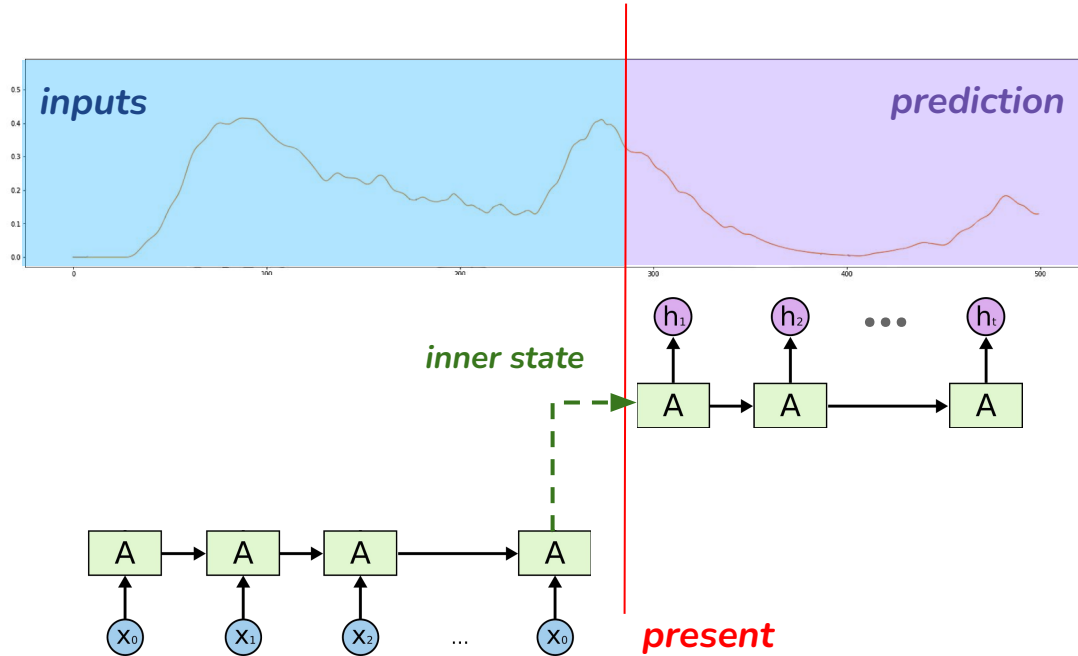 inputs
prediction
0.5
0.4
0.3
0.2
0.1
0.0
0 100 200 300 400 500
h1 h2 ht
inner state
A A A
A A A A
x0 x1 x2 ... x0
present